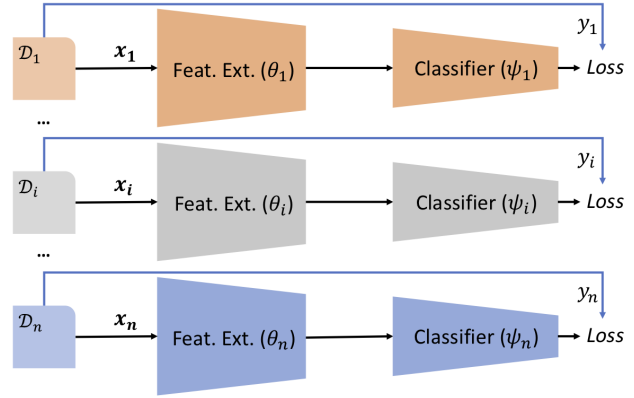 𝒟₁ 𝒙₁ Feat. Ext. (θ₁) Classifier (ψ₁) y₁ Loss
...
𝒟ᵢ 𝒙ᵢ Feat. Ext. (θᵢ) Classifier (ψᵢ) yᵢ Loss
...
𝒟ₙ 𝒙ₙ Feat. Ext. (θₙ) Classifier (ψₙ) yₙ Loss